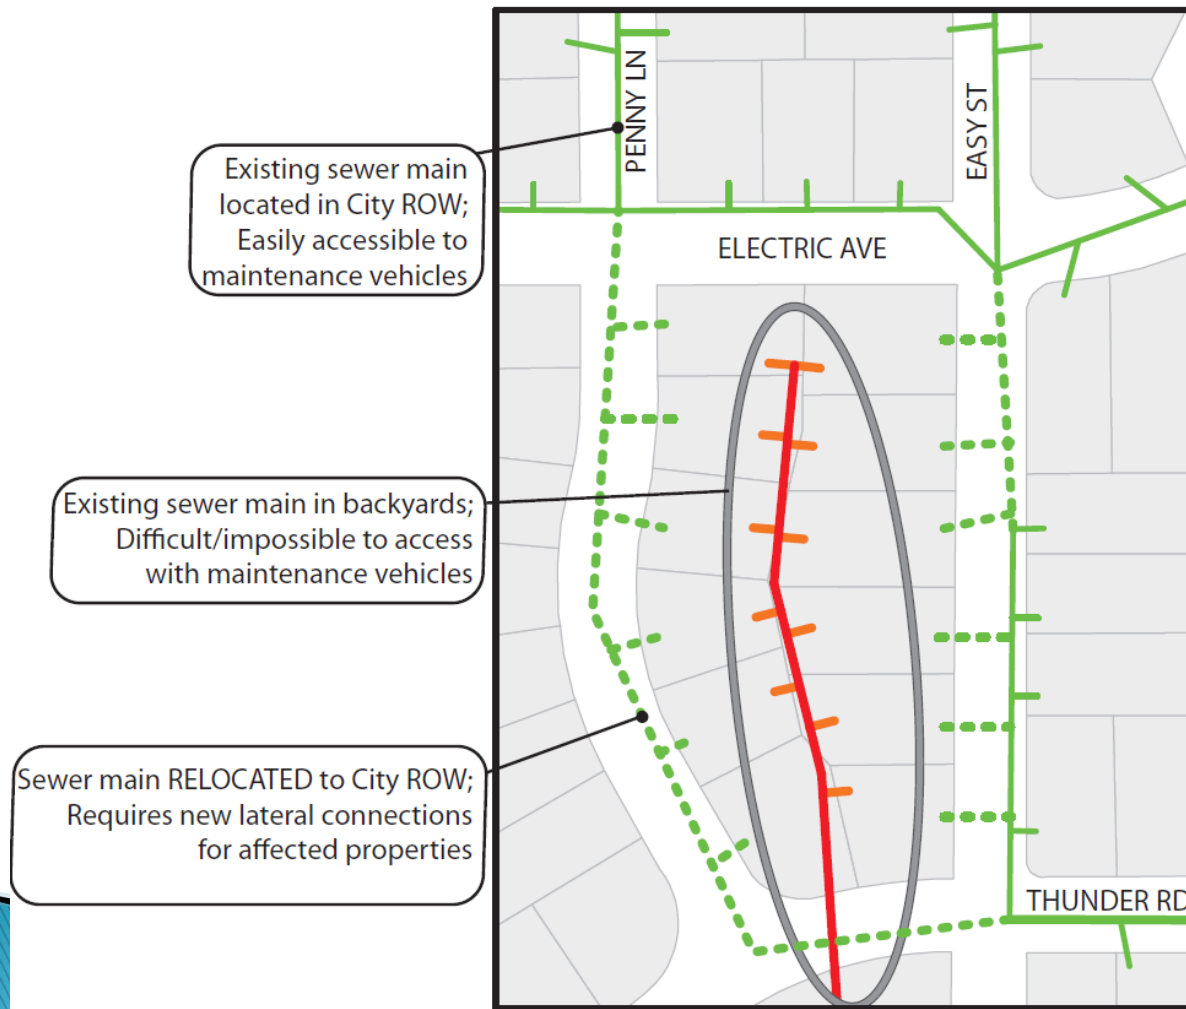 PENNY LN
EASY ST
Existing sewer main
located in City ROW;
Easily accessible to
maintenance vehicles
ELECTRIC AVE
Existing sewer main in backyards;
Difficult/impossible to access
with maintenance vehicles
Sewer main RELOCATED to City ROW;
Requires new lateral connections
for affected properties
THUNDER RD